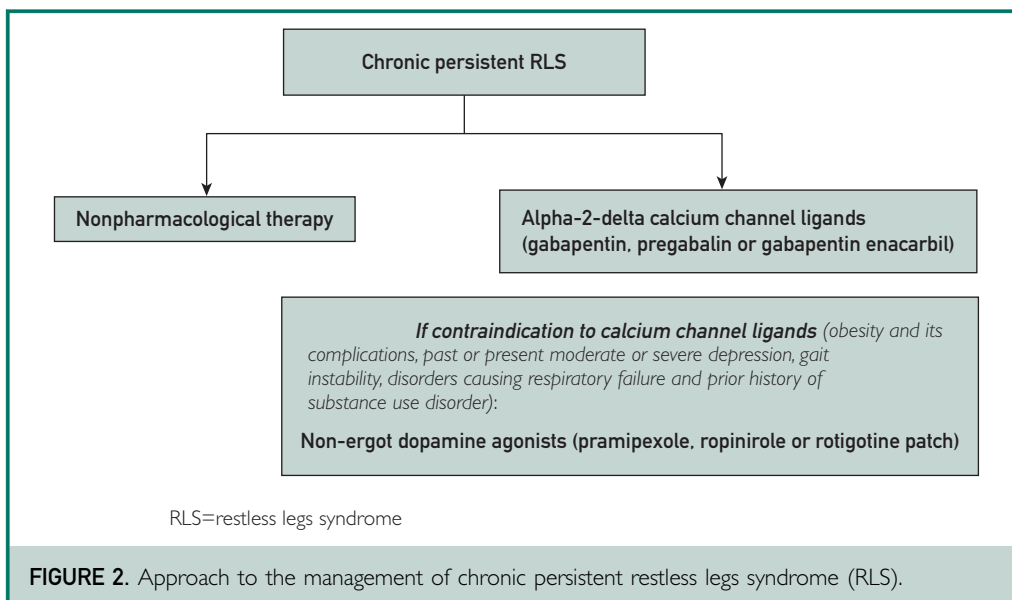 Chronic persistent RLS
Nonpharmacological therapy
Alpha-2-delta calcium channel ligands
(gabapentin, pregabalin or gabapentin enacarbil)
If contraindication to calcium channel ligands (obesity and its
complications, past or present moderate or severe depression, gait
instability, disorders causing respiratory failure and prior history of
substance use disorder):
Non-ergot dopamine agonists (pramipexole, ropinirole or rotigotine patch)
RLS=restless legs syndrome
FIGURE 2. Approach to the management of chronic persistent restless legs syndrome (RLS).